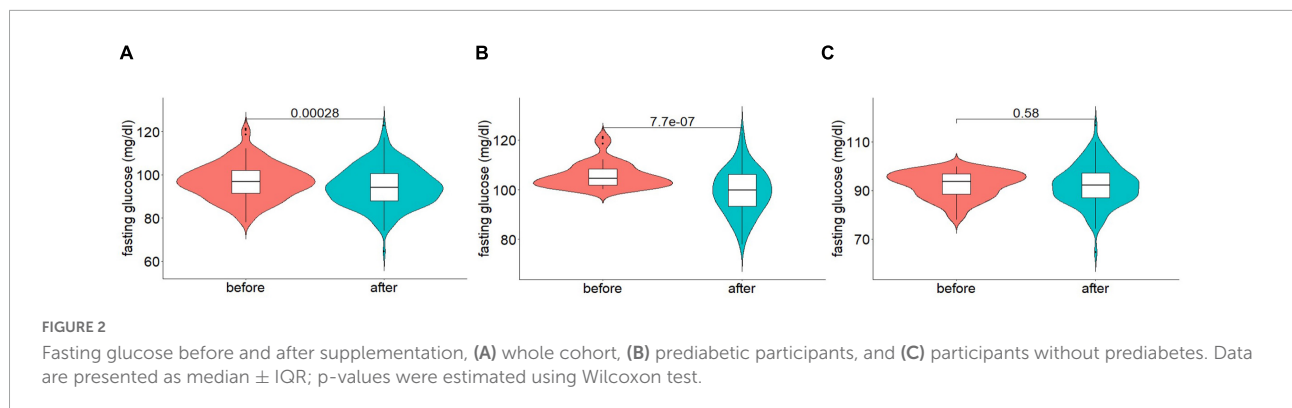 A
B
C
fasting glucose (mg/dl)
120
100
80
60
0.00028
before
after
fasting glucose (mg/dl)
120
100
80
7.7e-07
before
after
fasting glucose (mg/dl)
110
90
70
0.58
before
after
FIGURE 2
Fasting glucose before and after supplementation, (A) whole cohort, (B) prediabetic participants, and (C) participants without prediabetes. Data
are presented as median ± IQR; p-values were estimated using Wilcoxon test.